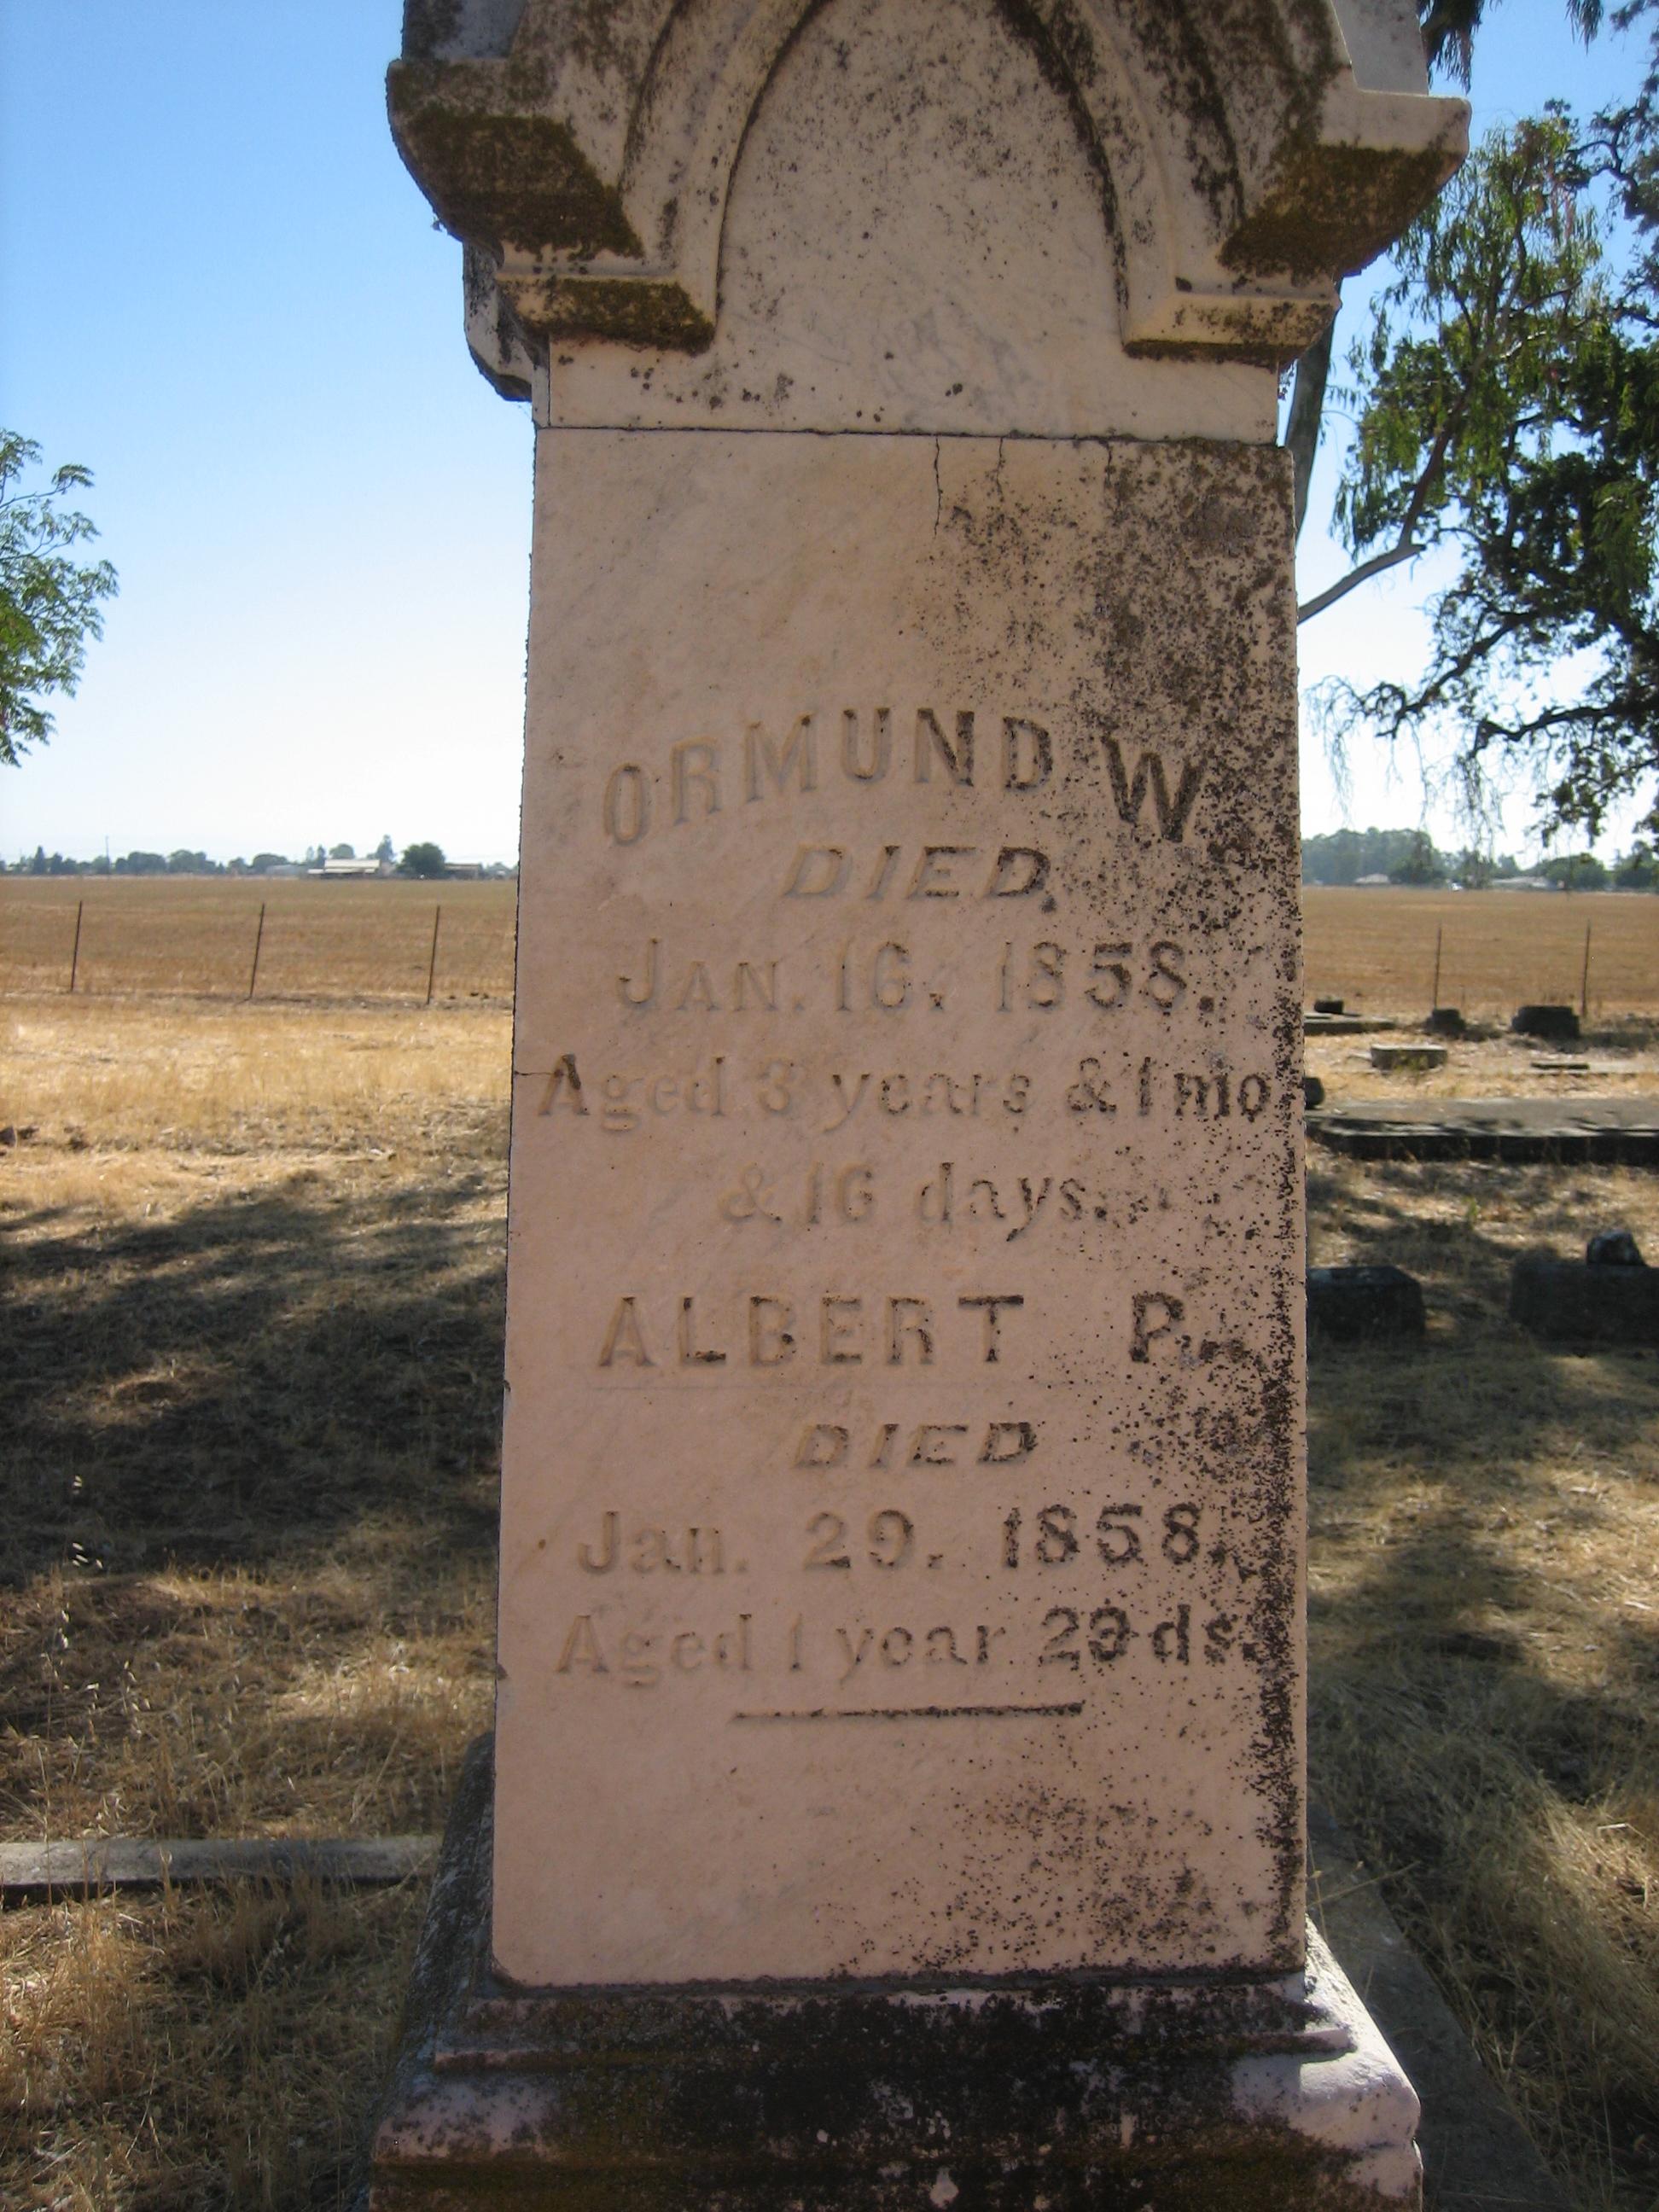 ORMUND W.
DIED,
JAN. 16. 1858.
Aged 3 years & 1 mo
& 16 days.
ALBERT P.
DIED
Jan. 29. 1858.
Aged 1 year 29 ds.